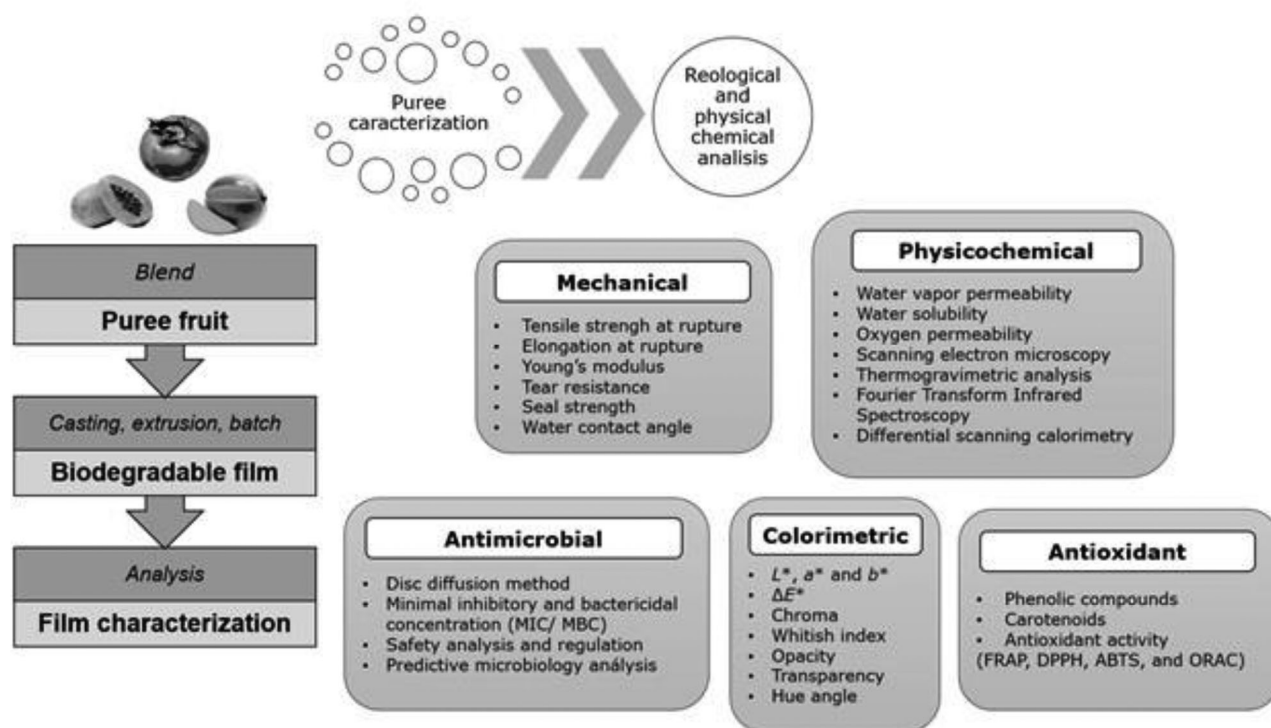 Puree
caracterization
Reological
and
physical
chemical
analisis
Blend
Puree fruit
Casting, extrusion, batch
Biodegradable film
Analysis
Film characterization
Mechanical
• Tensile strengh at rupture
• Elongation at rupture
• Young's modulus
• Tear resistance
• Seal strength
• Water contact angle
Physicochemical
• Water vapor permeability
• Water solubility
• Oxygen permeability
• Scanning electron microscopy
• Thermogravimetric analysis
• Fourier Transform Infrared
Spectroscopy
• Differential scanning calorimetry
Antimicrobial
• Disc diffusion method
• Minimal inhibitory and bactericidal
concentration (MIC/ MBC)
• Safety analysis and regulation
• Predictive microbiology análysis
Colorimetric
• L*, a* and b*
• ΔE*
• Chroma
• Whitish index
• Opacity
• Transparency
• Hue angle
Antioxidant
• Phenolic compounds
• Carotenoids
• Antioxidant activity
(FRAP, DPPH, ABTS, and ORAC)